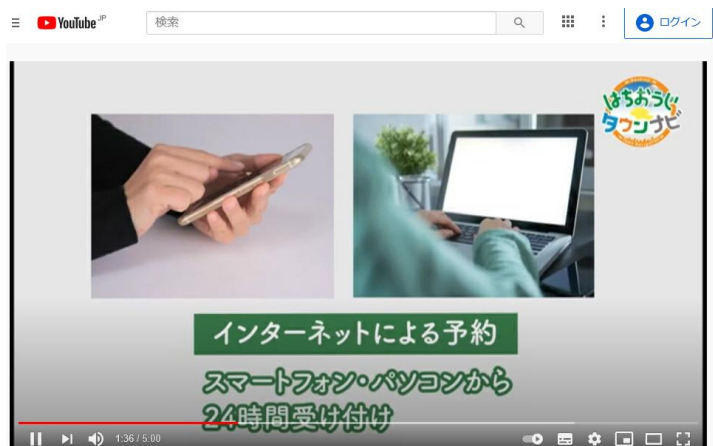 YouTube JP
検索
ログイン
はちおうじ
タウンナビ
インターネットによる予約
スマートフォン・パソコンから
24時間受け付け
1:36 / 5:00